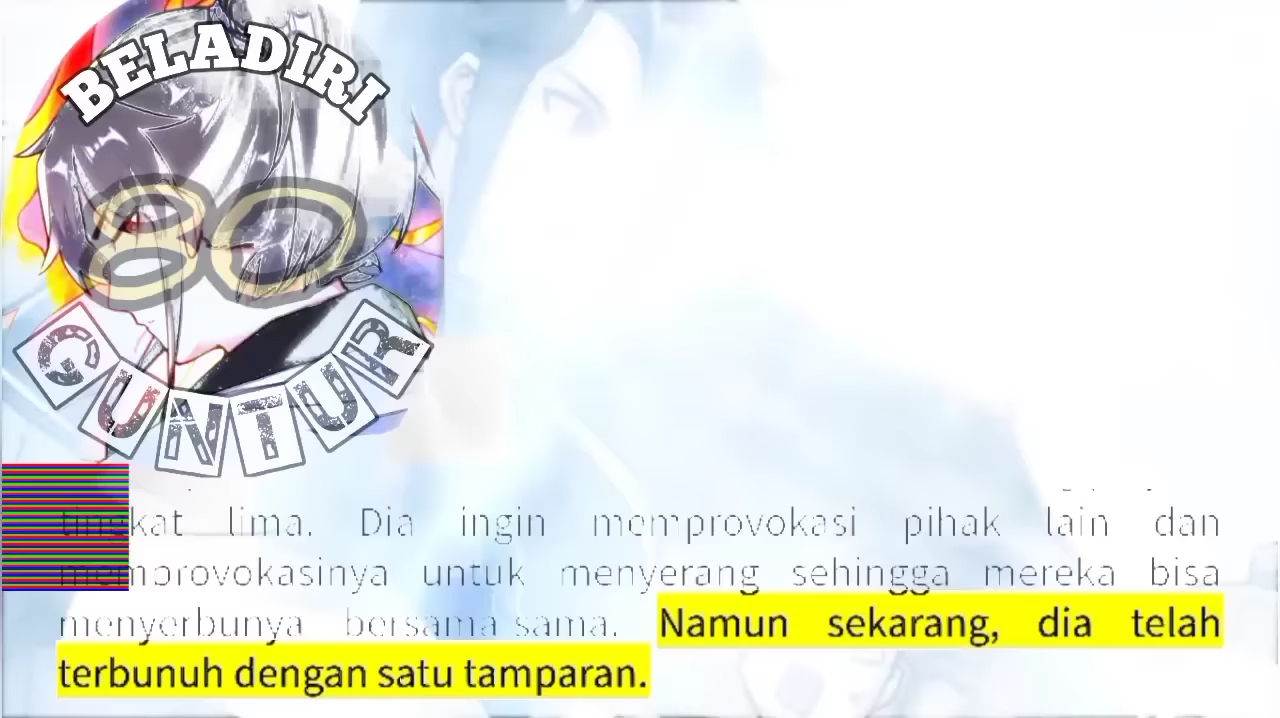 BELADIRI
80
GUNTUR
tingkat lima. Dia ingin memprovokasi pihak lain dan
memprovokasinya untuk menyerang sehingga mereka bisa
menyerbunya bersama-sama. Namun sekarang, dia telah
terbunuh dengan satu tamparan.